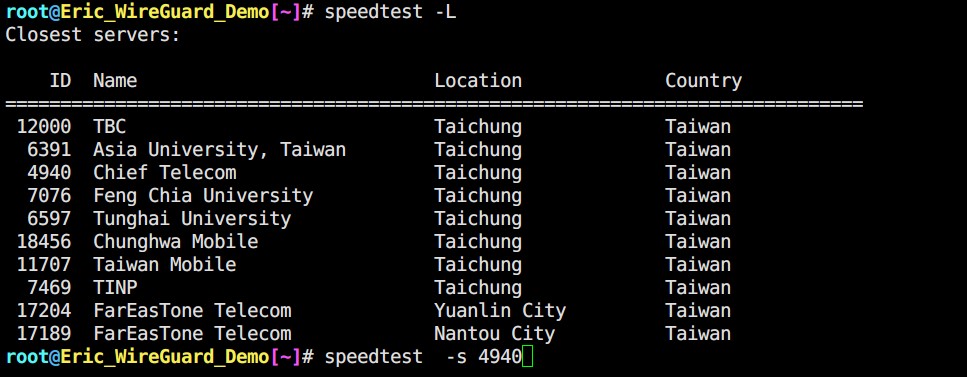 root@Eric_WireGuard_Demo[~]# speedtest -L
Closest servers:
ID Name Location Country
==============================================================================
12000 TBC Taichung Taiwan
6391 Asia University, Taiwan Taichung Taiwan
4940 Chief Telecom Taichung Taiwan
7076 Feng Chia University Taichung Taiwan
6597 Tunghai University Taichung Taiwan
18456 Chunghwa Mobile Taichung Taiwan
11707 Taiwan Mobile Taichung Taiwan
7469 TINP Taichung Taiwan
17204 FarEasTone Telecom Yuanlin City Taiwan
17189 FarEasTone Telecom Nantou City Taiwan
root@Eric_WireGuard_Demo[~]# speedtest  -s 4940